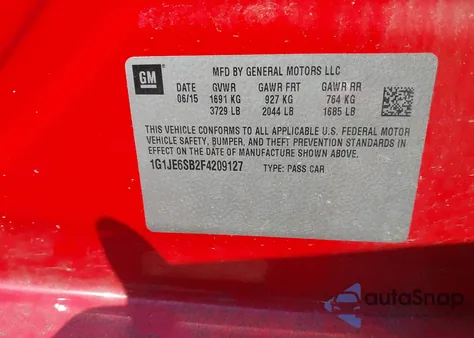 GM
MFD BY GENERAL MOTORS LLC
DATE GVWR GAWR FRT GAWR RR
06/15 1691 KG 927 KG 764 KG
3729 LB 2044 LB 1685 LB
THIS VEHICLE CONFORMS TO ALL APPLICABLE U.S. FEDERAL MOTOR
VEHICLE SAFETY, BUMPER, AND THEFT PREVENTION STANDARDS IN
EFFECT ON THE DATE OF MANUFACTURE SHOWN ABOVE.
1G1JE6SB2F4209127 TYPE: PASS CAR
autoSnap